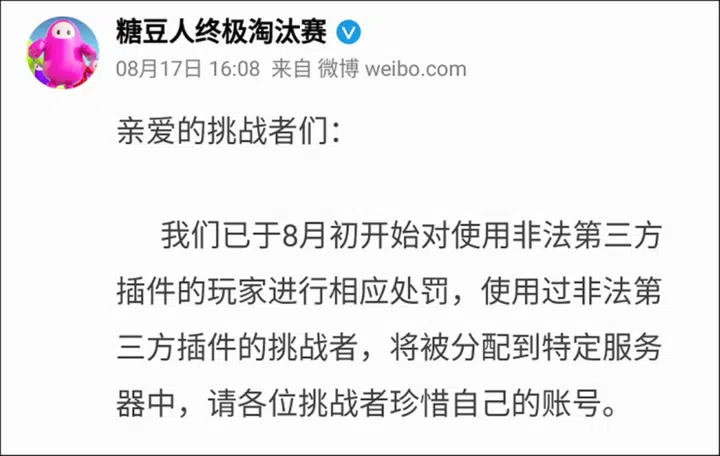 糖豆人终极淘汰赛
08月17日 16:08 来自 微博 weibo.com
亲爱的挑战者们：
我们已于8月初开始对使用非法第三方
插件的玩家进行相应处罚，使用过非法第
三方插件的挑战者，将被分配到特定服务
器中，请各位挑战者珍惜自己的账号。